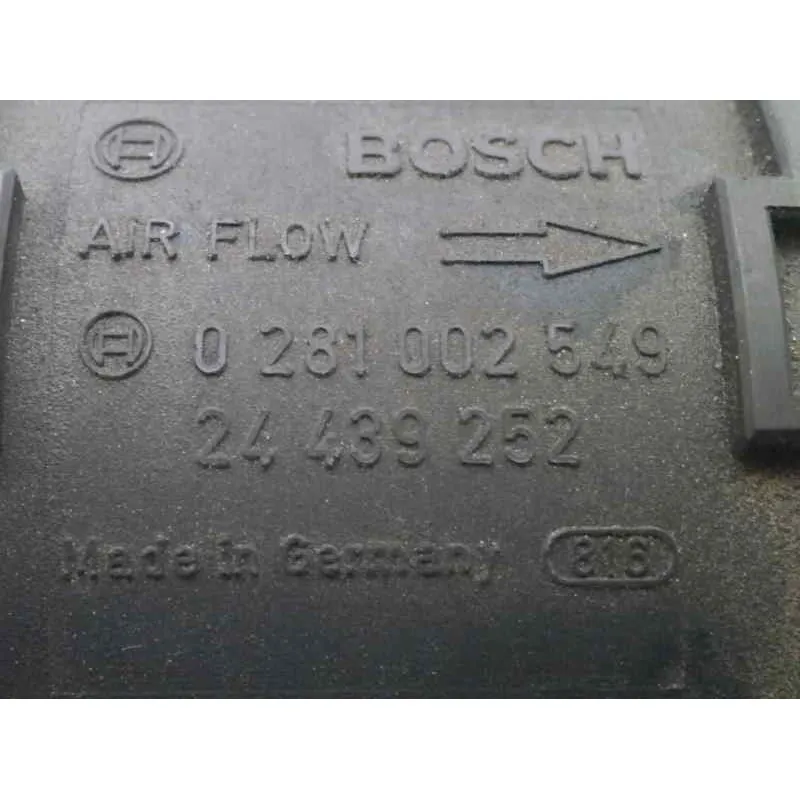 BOSCH
AIR FLOW
0 281 002 549
24 439 252
Made in Germany 816